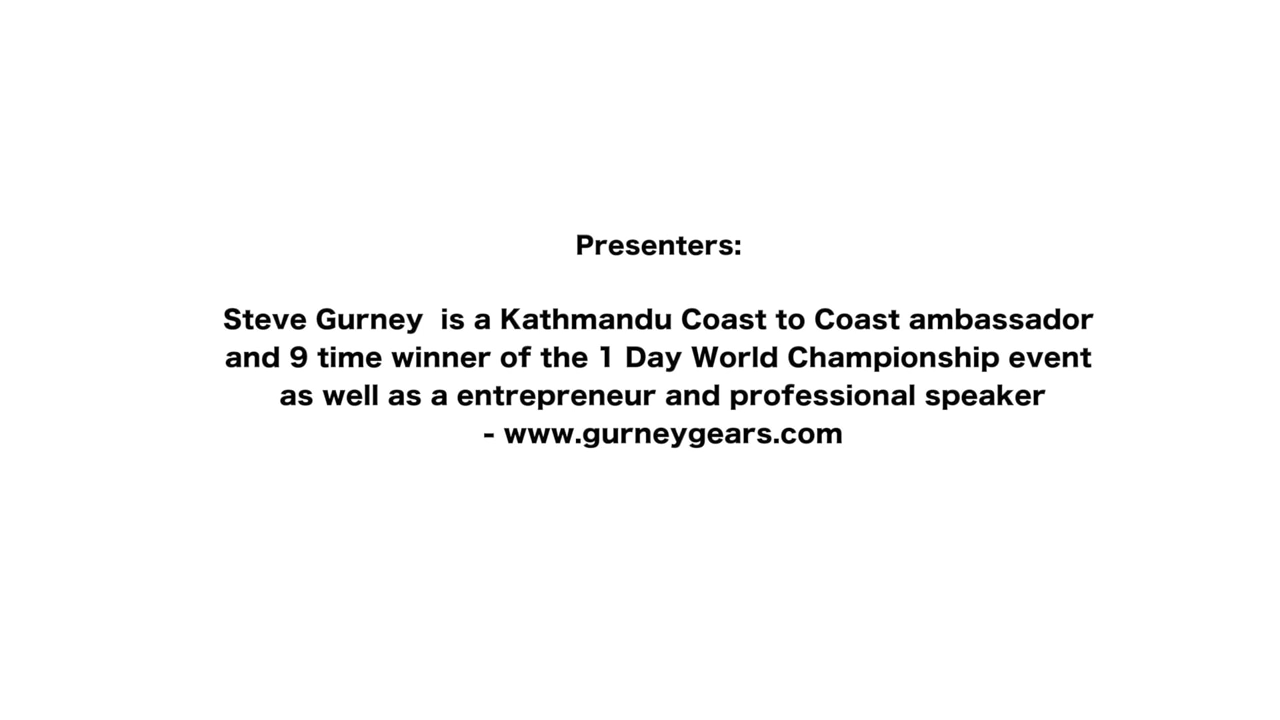 Presenters:
Steve Gurney  is a Kathmandu Coast to Coast ambassador
and 9 time winner of the 1 Day World Championship event
as well as a entrepreneur and professional speaker
- www.gurneygears.com